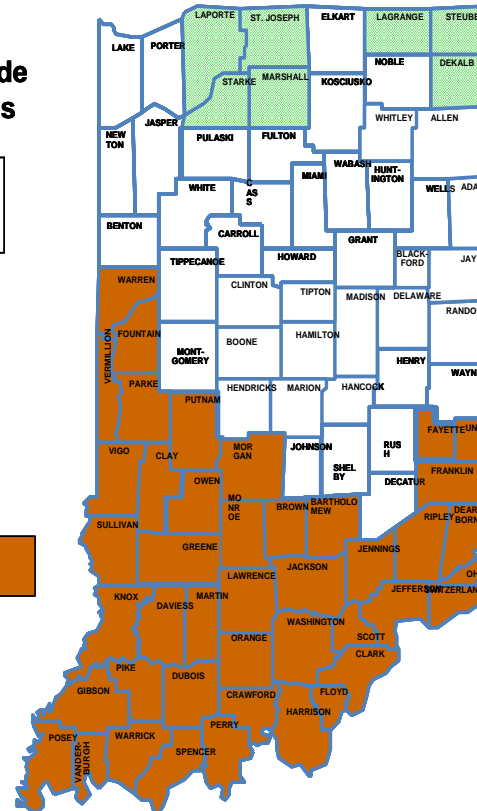 de
s
LAPORTE
ST. JOSEPH
ELKART
LAGRANGE
STEUBE
LAKE
PORTER
NOBLE
DEKALB
STARKE
MARSHALL
KOSCIUSKO
NEW
TON
JASPER
PULASKI
FULTON
WHITLEY
ALLEN
WHITE
C
AS
S
MIAMI
WABASH
HUNT-
INGTON
WELLS
ADA
BENTON
CARROLL
GRANT
TIPPECANOE
HOWARD
BLACK-
FORD
JAY
WARREN
CLINTON
TIPTON
MADISON
DELAWARE
RANDO
VERMILLION
FOUNTAIN
MONT-
GOMERY
BOONE
HAMILTON
HENRY
WAYN
PARKE
PUTNAM
HENDRICKS
MARION
HANCOCK
VIGO
CLAY
MOR
GAN
JOHNSON
SHEL
BY
RUS
H
FAYETTE
UN
FRANKLIN
OWEN
DECATUR
SULLIVAN
MO
NR
OE
BROWN
BARTHOLO
MEW
RIPLEY
DEAR
BORN
GREENE
JENNINGS
LAWRENCE
JACKSON
OH
KNOX
DAVIESS
MARTIN
JEFFERSON
SWITZERLAN
ORANGE
WASHINGTON
SCOTT
CLARK
PIKE
DUBOIS
GIBSON
CRAWFORD
FLOYD
HARRISON
POSEY
VANDER-
BURGH
WARRICK
SPENCER
PERRY